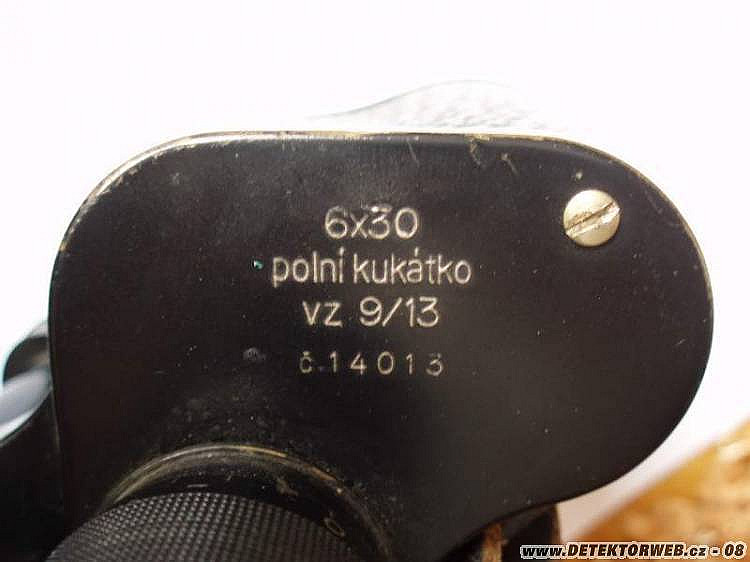 6x30
polní kukátko
vz 9/13
č.14013
www.DETEKTORWEB.cz - 08